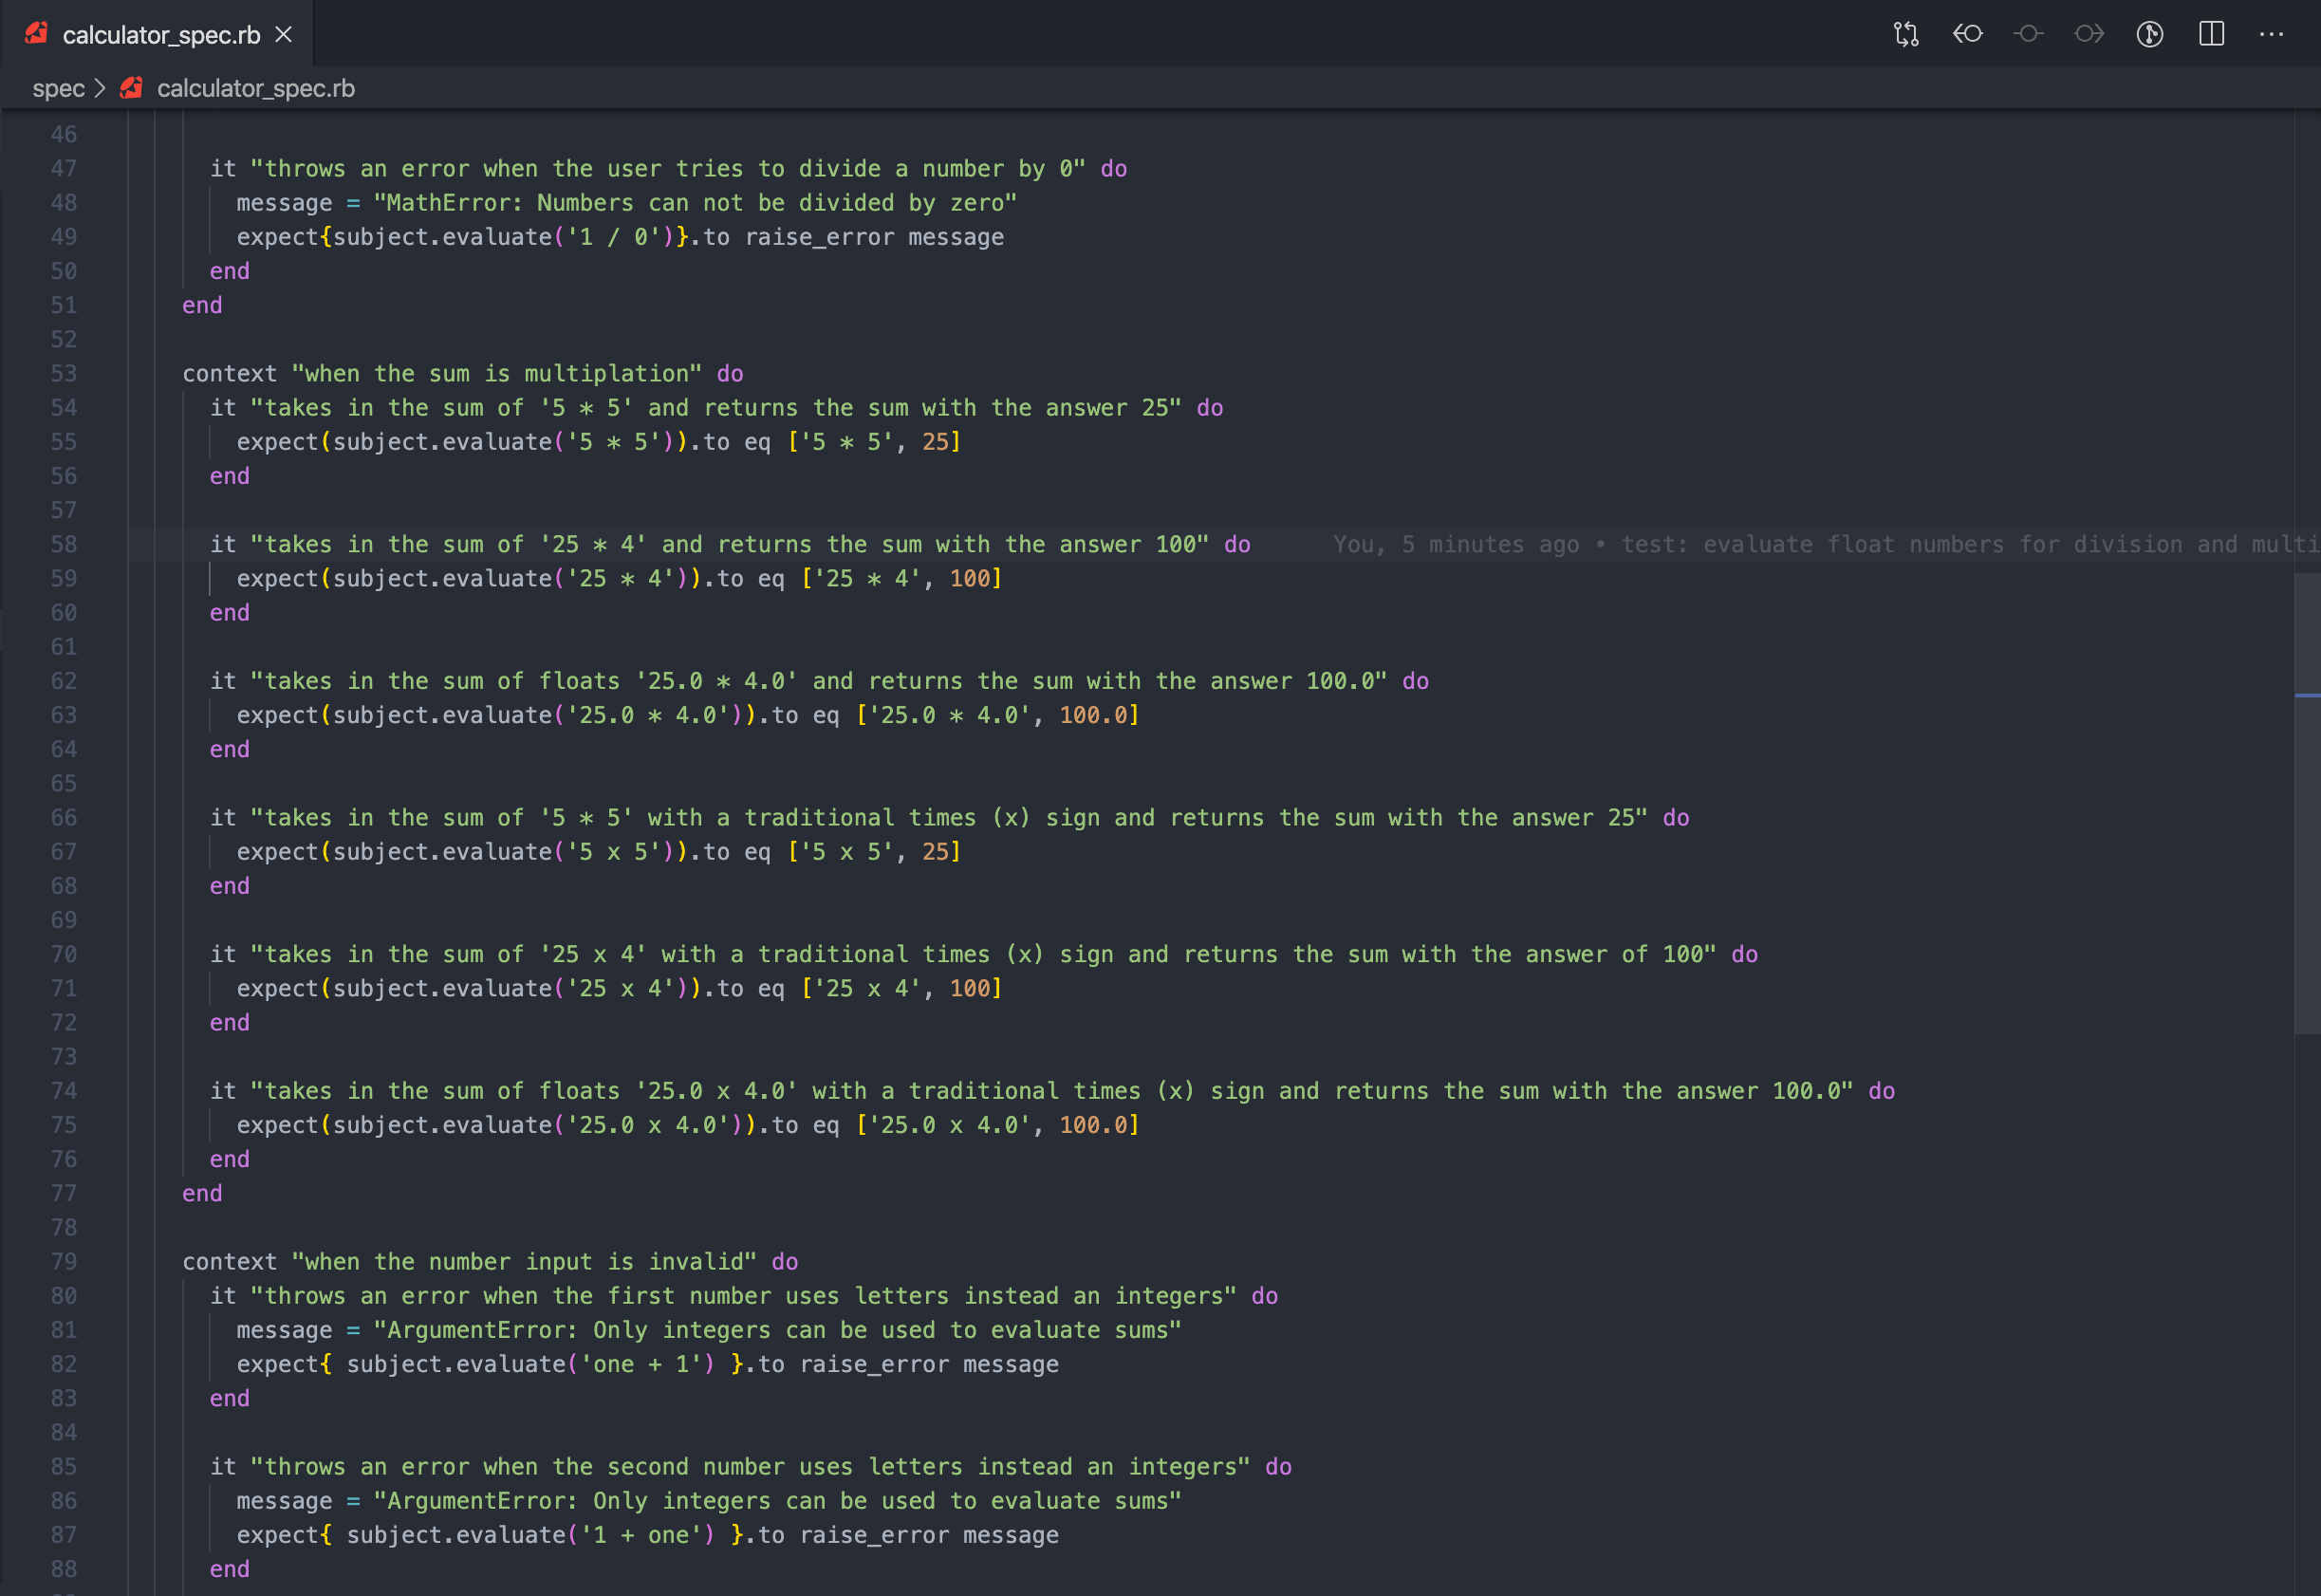 calculator_spec.rb
spec > calculator_spec.rb
46
47 it "throws an error when the user tries to divide a number by 0" do
48 message = "MathError: Numbers can not be divided by zero"
49 expect{subject.evaluate('1 / 0')}.to raise_error message
50 end
51 end
52
53 context "when the sum is multiplation" do
54 it "takes in the sum of '5 * 5' and returns the sum with the answer 25" do
55 expect(subject.evaluate('5 * 5')).to eq ['5 * 5', 25]
56 end
57
58 it "takes in the sum of '25 * 4' and returns the sum with the answer 100" do You, 5 minutes ago • test: evaluate float numbers for division and multi
59 expect(subject.evaluate('25 * 4')).to eq ['25 * 4', 100]
60 end
61
62 it "takes in the sum of floats '25.0 * 4.0' and returns the sum with the answer 100.0" do
63 expect(subject.evaluate('25.0 * 4.0')).to eq ['25.0 * 4.0', 100.0]
64 end
65
66 it "takes in the sum of '5 * 5' with a traditional times (x) sign and returns the sum with the answer 25" do
67 expect(subject.evaluate('5 x 5')).to eq ['5 x 5', 25]
68 end
69
70 it "takes in the sum of '25 x 4' with a traditional times (x) sign and returns the sum with the answer of 100" do
71 expect(subject.evaluate('25 x 4')).to eq ['25 x 4', 100]
72 end
73
74 it "takes in the sum of floats '25.0 x 4.0' with a traditional times (x) sign and returns the sum with the answer 100.0" do
75 expect(subject.evaluate('25.0 x 4.0')).to eq ['25.0 x 4.0', 100.0]
76 end
77 end
78
79 context "when the number input is invalid" do
80 it "throws an error when the first number uses letters instead an integers" do
81 message = "ArgumentError: Only integers can be used to evaluate sums"
82 expect{ subject.evaluate('one + 1') }.to raise_error message
83 end
84
85 it "throws an error when the second number uses letters instead an integers" do
86 message = "ArgumentError: Only integers can be used to evaluate sums"
87 expect{ subject.evaluate('1 + one') }.to raise_error message
88 end